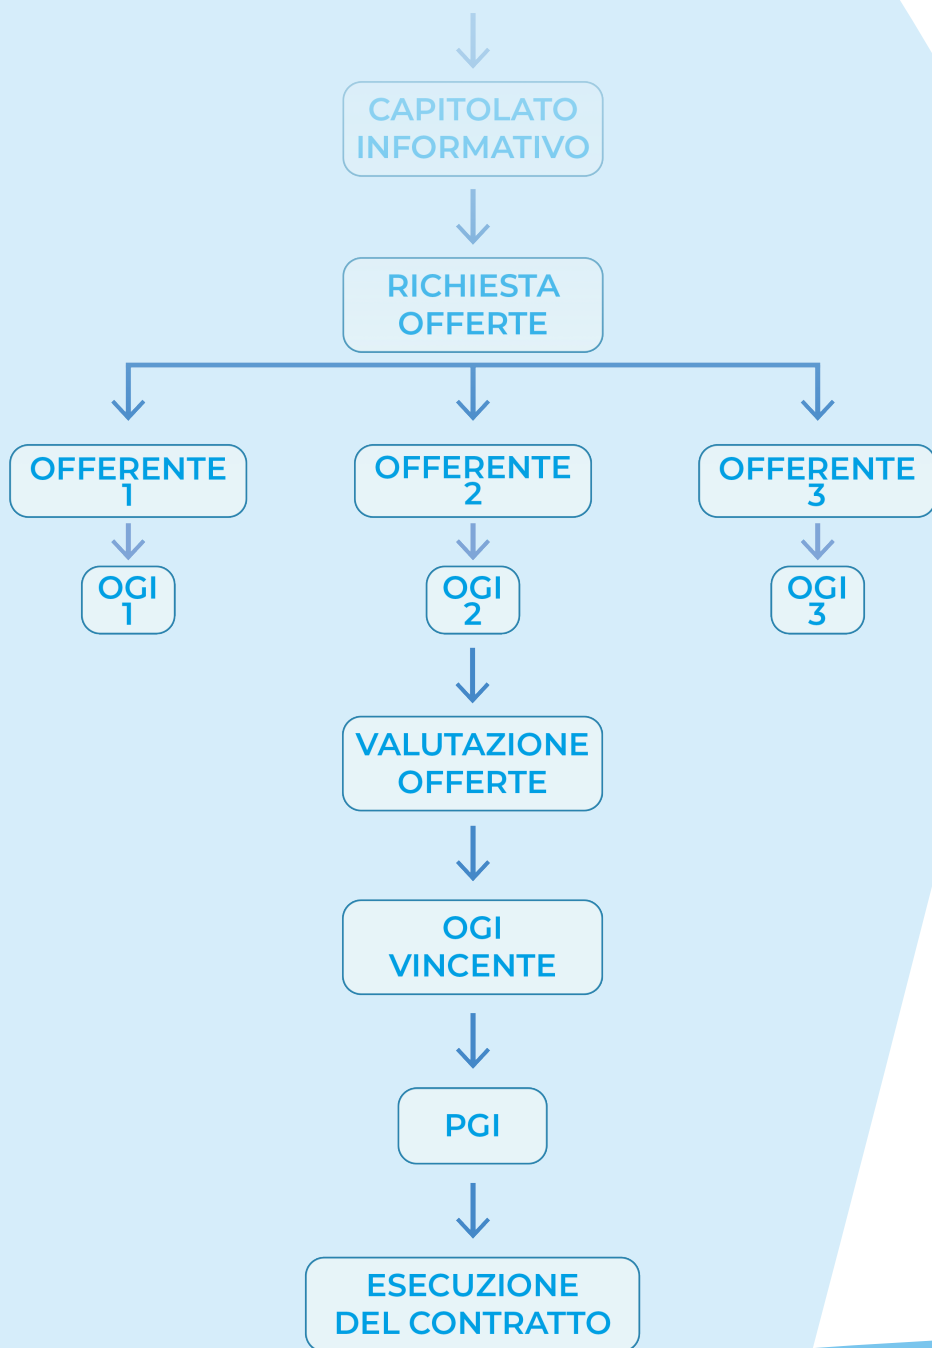 CAPITOLATO
INFORMATIVO
RICHIESTA
OFFERTE
OFFERENTE
1
OFFERENTE
2
OFFERENTE
3
OGI
1
OGI
2
OGI
3
VALUTAZIONE
OFFERTE
OGI
VINCENTE
PGI
ESECUZIONE
DEL CONTRATTO